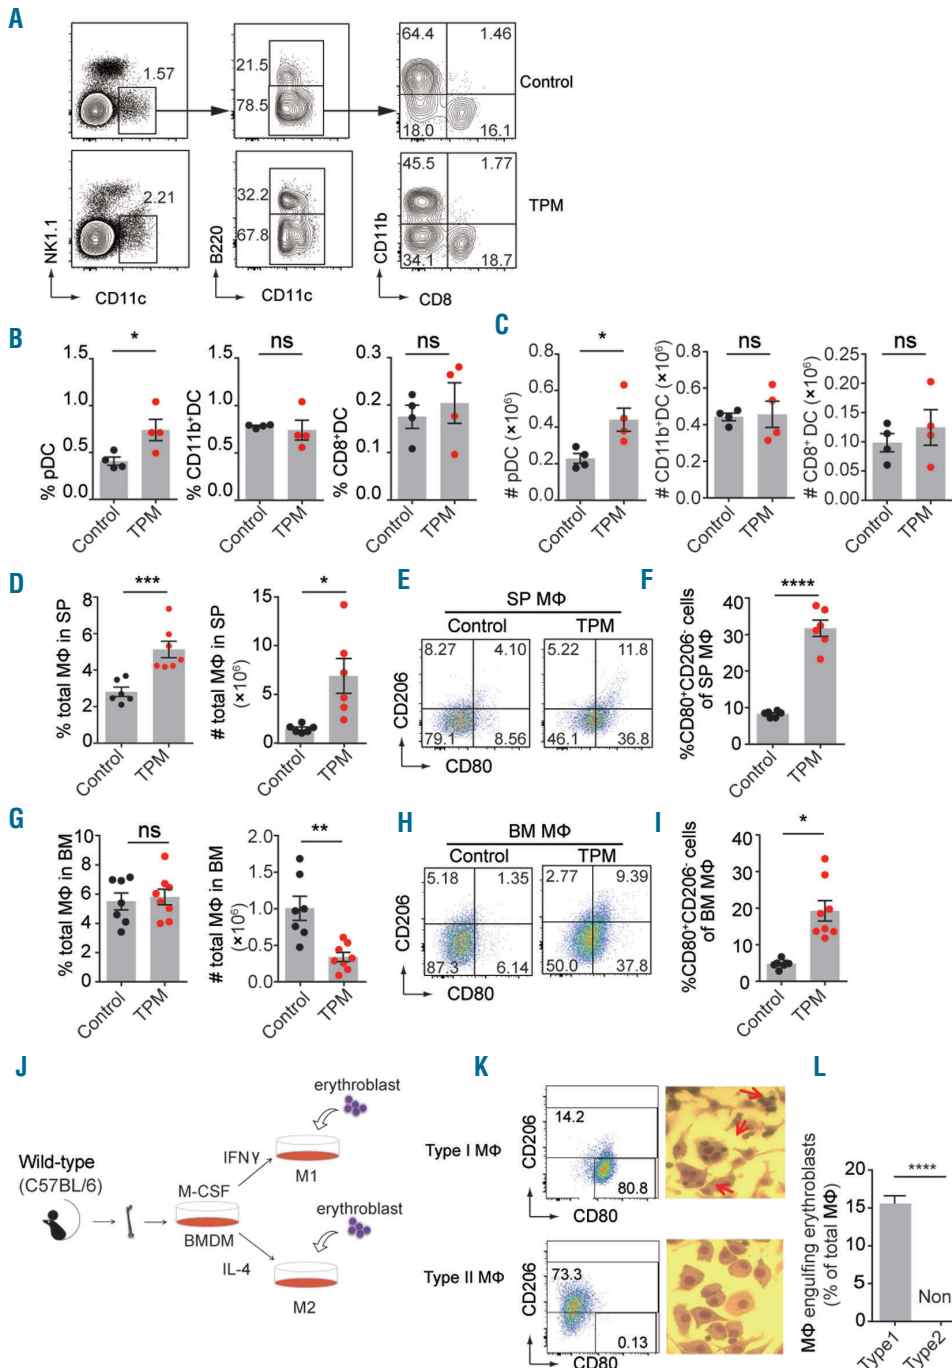 A
64.4 1.46
1.57
21.5
78.5
18.0 16.1
Control
45.5 1.77
2.21
32.2
67.8
34.1 18.7
TPM
NK1.1
CD11c
B220
CD11c
CD11b
CD8
B
% pDC
1.5
1.0
0.5
0.0
*
Control
TPM
% CD11b⁺DC
1.5
1.0
0.5
0.0
ns
Control
TPM
% CD8⁺DC
0.3
0.2
0.1
0.0
ns
Control
TPM
C
# pDC (×10⁶)
0.8
0.6
0.4
0.2
0.0
*
Control
TPM
# CD11b⁺DC (×10⁶)
0.8
0.6
0.4
0.2
0.0
ns
Control
TPM
# CD8⁺ DC (×10⁶)
0.25
0.20
0.15
0.10
0.05
0.00
ns
Control
TPM
D
% total MΦ in SP
8
6
4
2
0
***
Control
TPM
# total MΦ in SP
(×10⁶)
15
10
5
0
*
Control
TPM
E
SP MΦ
Control TPM
8.27 4.10
79.1 8.56
5.22 11.8
46.1 36.8
CD206
CD80
F
%CD80⁺CD206⁻ cells
of SP MΦ
40
30
20
10
0
****
Control
TPM
G
% total MΦ in BM
10
8
6
4
2
0
ns
Control
TPM
# total MΦ in BM
(×10⁶)
2.0
1.5
1.0
0.5
0.0
**
Control
TPM
H
BM MΦ
Control TPM
5.18 1.35
87.3 6.14
2.77 9.39
50.0 37.8
CD206
CD80
I
%CD80⁺CD206⁻ cells
of BM MΦ
40
30
20
10
0
*
Control
TPM
J
erythroblast
Wild-type
(C57BL/6)
IFNγ
M1
M-CSF
BMDM
erythroblast
IL-4
M2
K
Type I MΦ
CD206
14.2
80.8
CD80
Type II MΦ
CD206
73.3
0.13
CD80
L
MΦ engulfing erythroblasts
(% of total MΦ)
20
15
10
5
0
****
Non
Type1
Type2